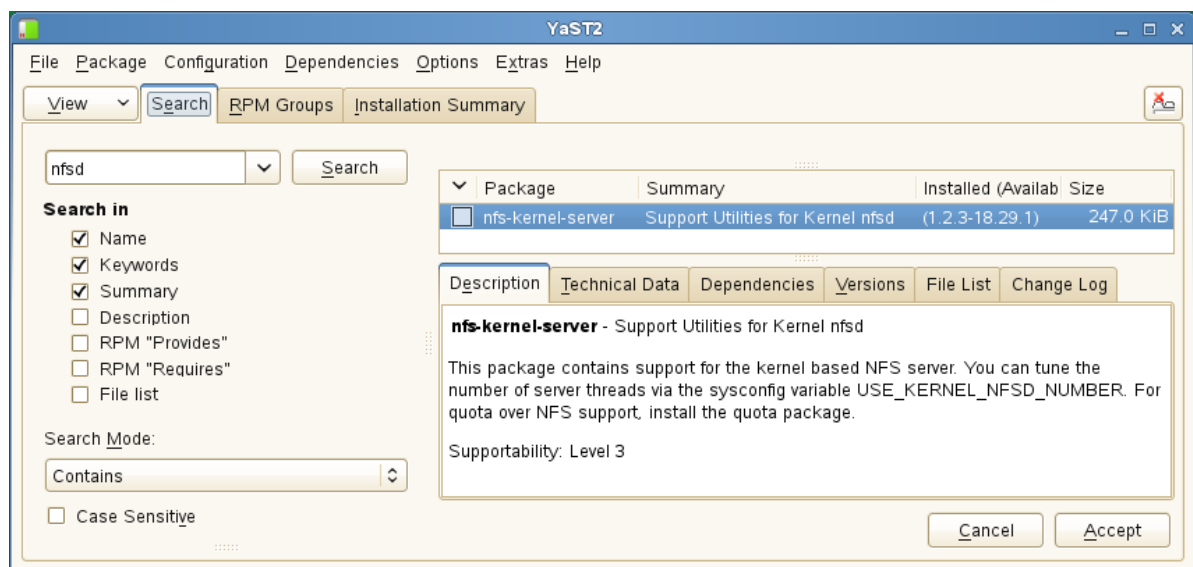 YaST2
File Package Configuration Dependencies Options Extras Help
View Search RPM Groups Installation Summary
nfsd Search
Search in
Name
Keywords
Summary
Description
RPM "Provides"
RPM "Requires"
File list
Search Mode:
Contains
Case Sensitive
Package Summary Installed (Availab Size
nfs-kernel-server Support Utilities for Kernel nfsd (1.2.3-18.29.1) 247.0 KiB
Description Technical Data Dependencies Versions File List Change Log
nfs-kernel-server - Support Utilities for Kernel nfsd
This package contains support for the kernel based NFS server. You can tune the
number of server threads via the sysconfig variable USE_KERNEL_NFSD_NUMBER. For
quota over NFS support, install the quota package.
Supportability: Level 3
Cancel Accept